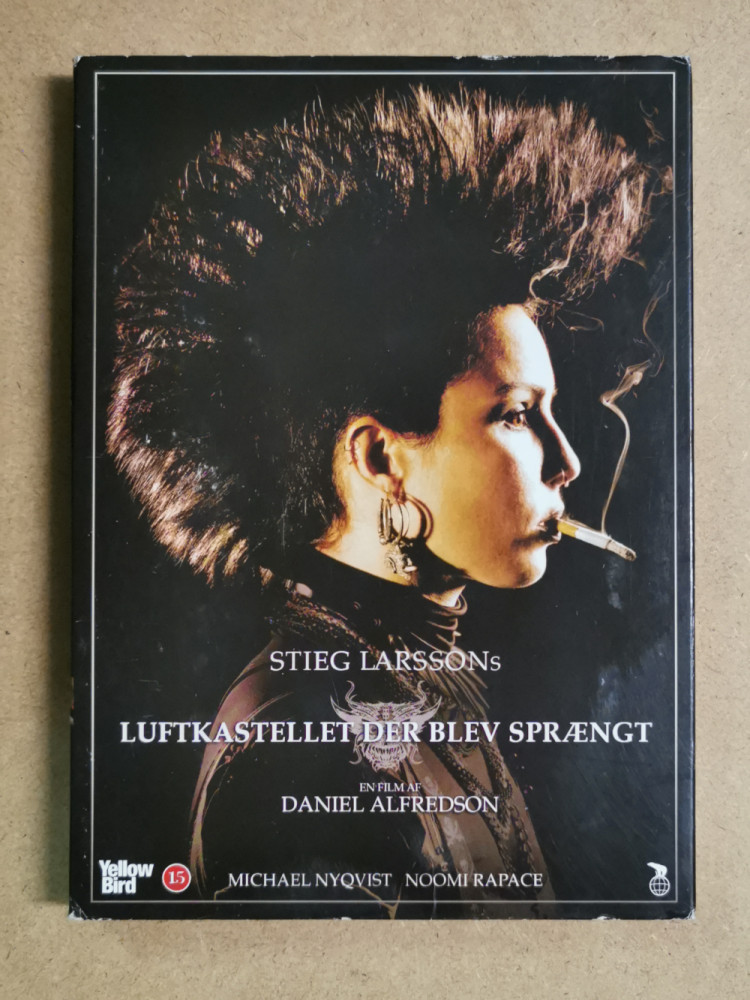 STIEG LARSSONs
LUFTKASTELLET DER BLEV SPRÆNGT
EN FILM AF
DANIEL ALFREDSON
Yellow
Bird
15
MICHAEL NYQVIST NOOMI RAPACE